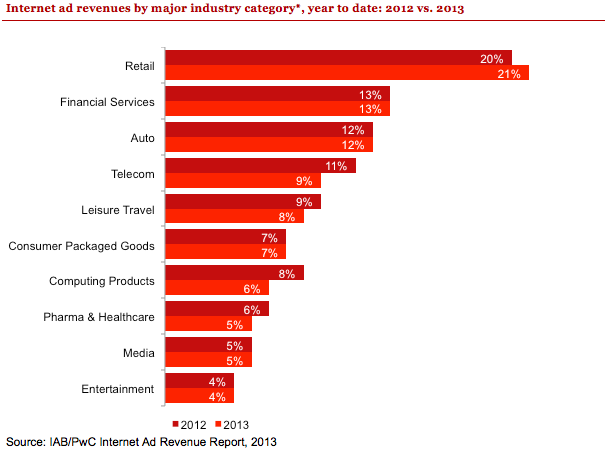 Internet ad revenues by major industry category*, year to date: 2012 vs. 2013
Retail
20%
21%
Financial Services
13%
13%
Auto
12%
12%
Telecom
11%
9%
Leisure Travel
9%
8%
Consumer Packaged Goods
7%
7%
Computing Products
8%
6%
Pharma & Healthcare
6%
5%
Media
5%
5%
Entertainment
4%
4%
2012 2013
Source: IAB/PwC Internet Ad Revenue Report, 2013